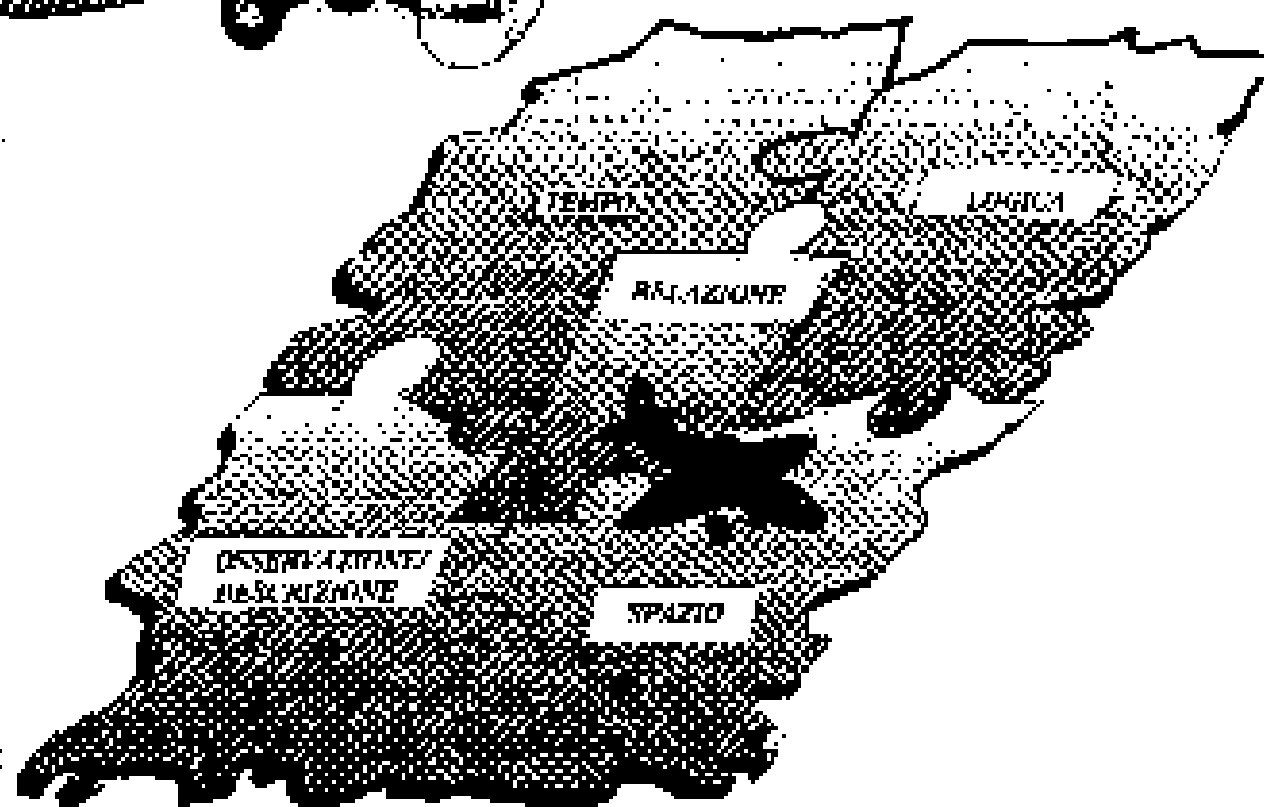 TEMPO
LOGICA
RELAZIONE
OSSERVAZIONE/
DESCRIZIONE
SPAZIO